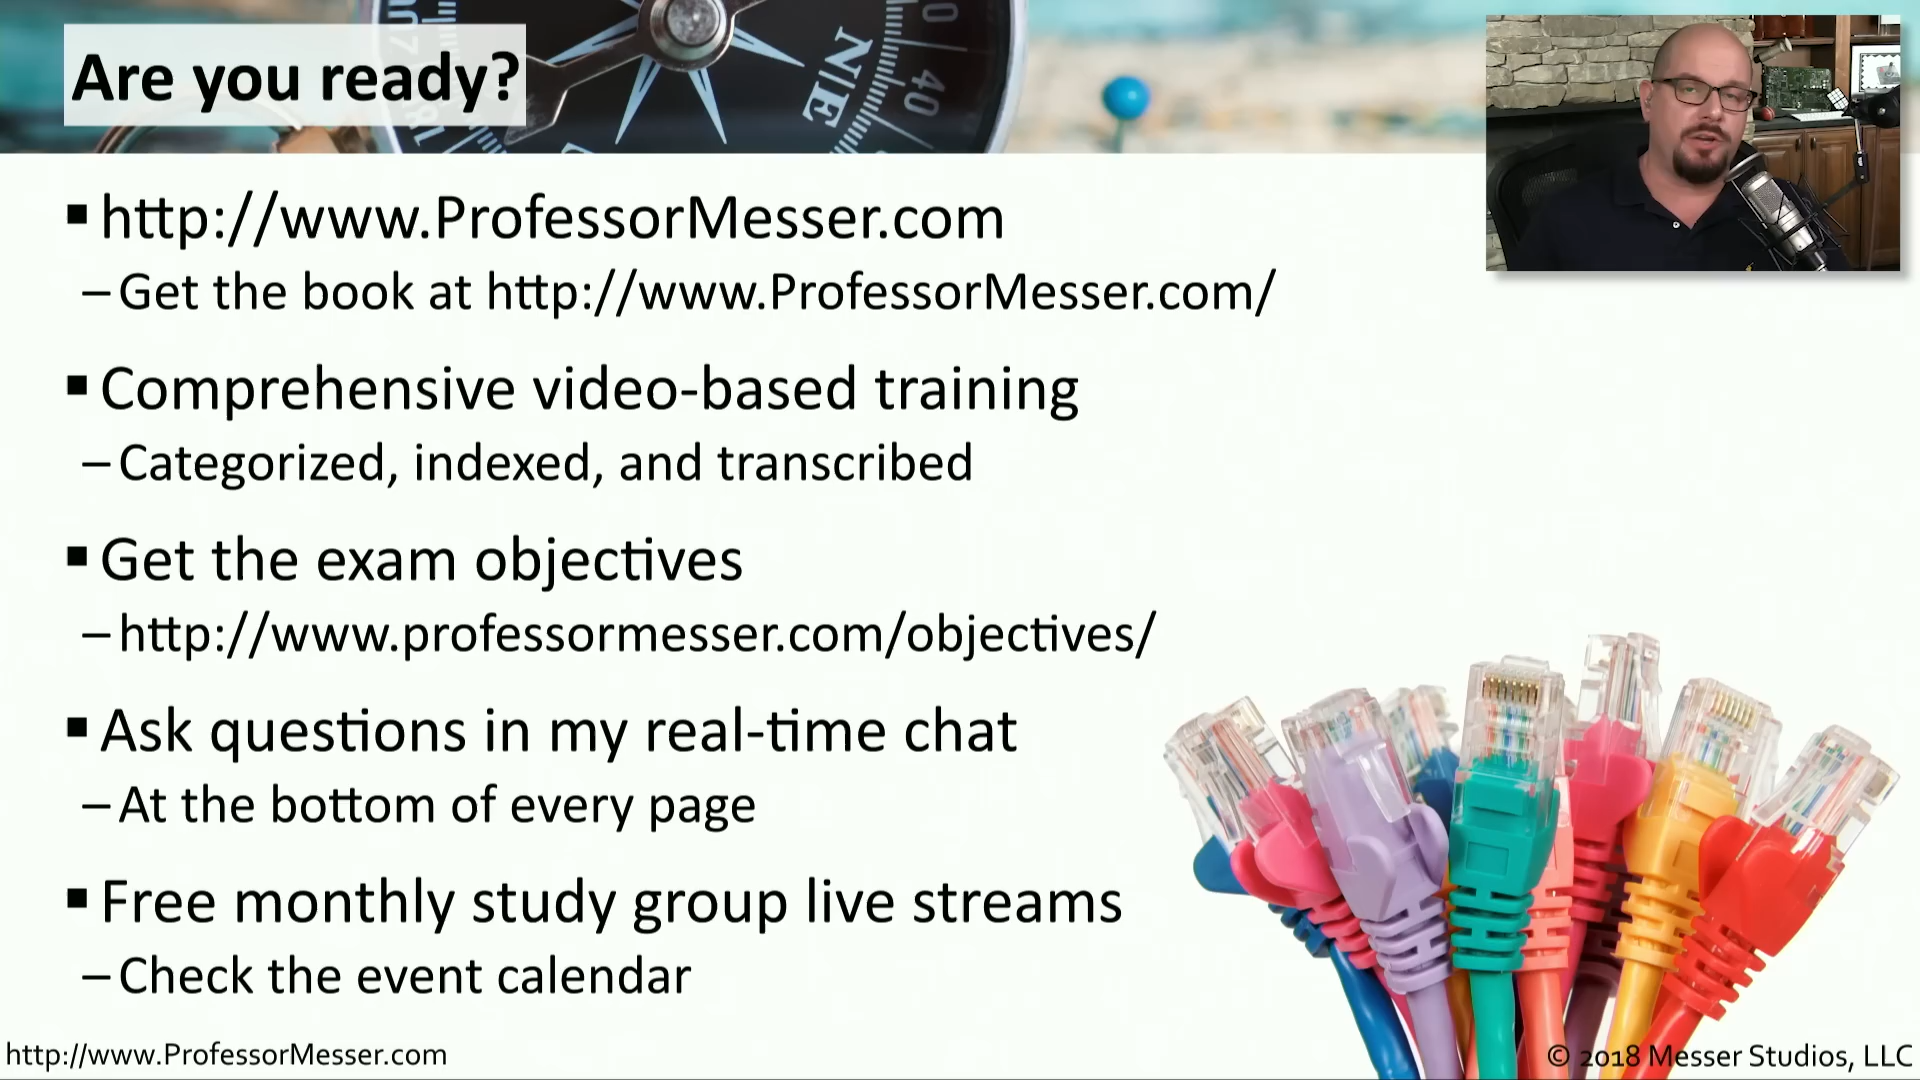 Are you ready?
NE
40
http://www.ProfessorMesser.com
Get the book at http://www.ProfessorMesser.com/
Comprehensive video-based training
Categorized, indexed, and transcribed
Get the exam objectives
http://www.professormesser.com/objectives/
Ask questions in my real-time chat
At the bottom of every page
Free monthly study group live streams
Check the event calendar
http://www.ProfessorMesser.com
© 2018 Messer Studios, LLC